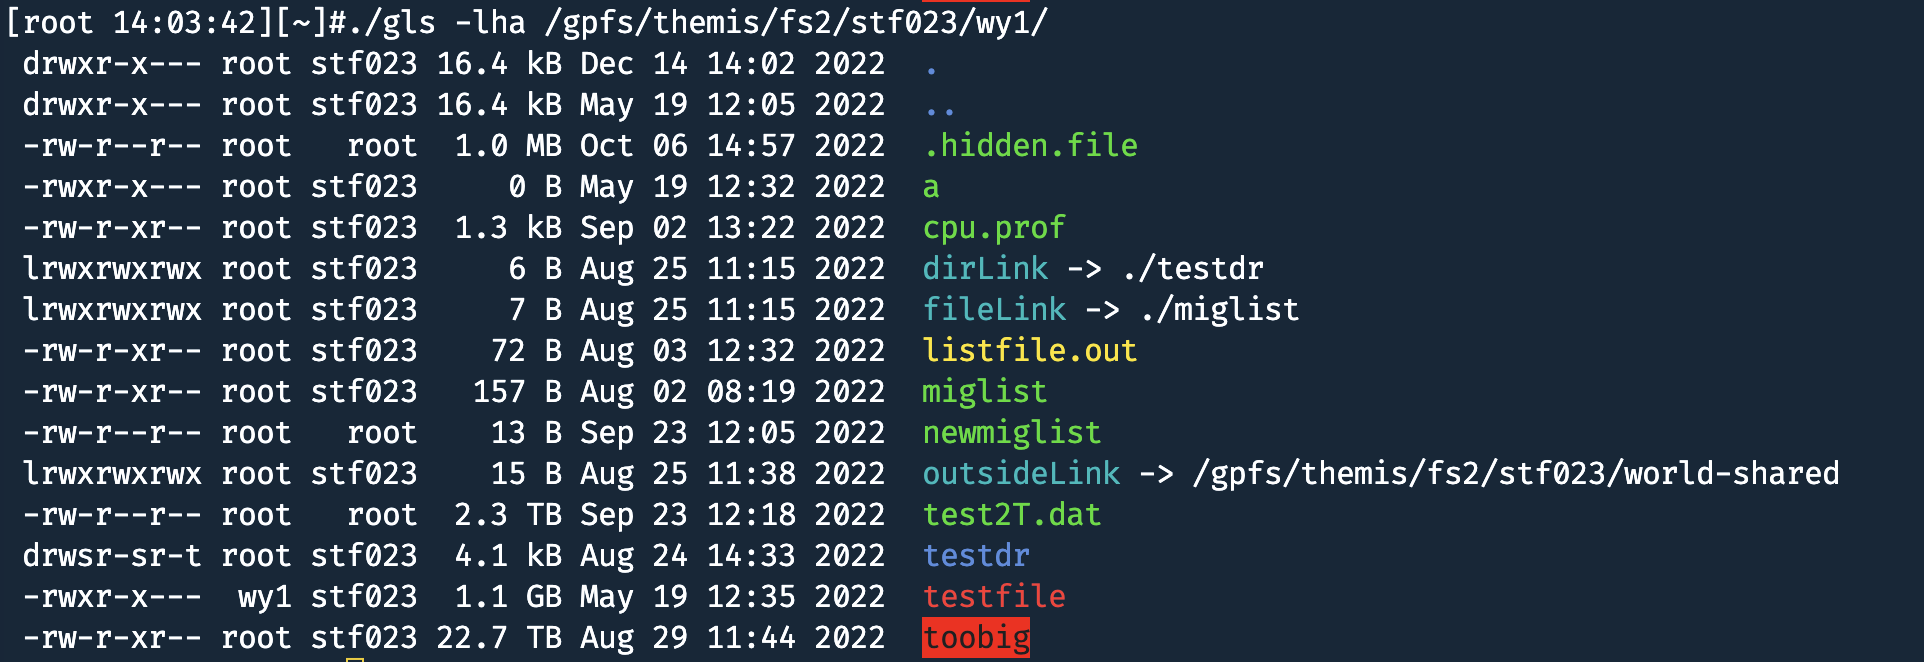 [root 14:03:42][~]#./gls -lha /gpfs/themis/fs2/stf023/wy1/
drwxr-x--- root stf023 16.4 kB Dec 14 14:02 2022  .
drwxr-x--- root stf023 16.4 kB May 19 12:05 2022  ..
-rw-r--r-- root   root  1.0 MB Oct 06 14:57 2022  .hidden.file
-rwxr-x--- root stf023     0 B May 19 12:32 2022  a
-rw-r-xr-- root stf023  1.3 kB Sep 02 13:22 2022  cpu.prof
lrwxrwxrwx root stf023     6 B Aug 25 11:15 2022  dirLink -> ./testdr
lrwxrwxrwx root stf023     7 B Aug 25 11:15 2022  fileLink -> ./miglist
-rw-r-xr-- root stf023    72 B Aug 03 12:32 2022  listfile.out
-rw-r-xr-- root stf023   157 B Aug 02 08:19 2022  miglist
-rw-r--r-- root   root    13 B Sep 23 12:05 2022  newmiglist
lrwxrwxrwx root stf023    15 B Aug 25 11:38 2022  outsideLink -> /gpfs/themis/fs2/stf023/world-shared
-rw-r--r-- root   root  2.3 TB Sep 23 12:18 2022  test2T.dat
drwsr-sr-t root stf023  4.1 kB Aug 24 14:33 2022  testdr
-rwxr-x---  wy1 stf023  1.1 GB May 19 12:35 2022  testfile
-rw-r-xr-- root stf023 22.7 TB Aug 29 11:44 2022  toobig